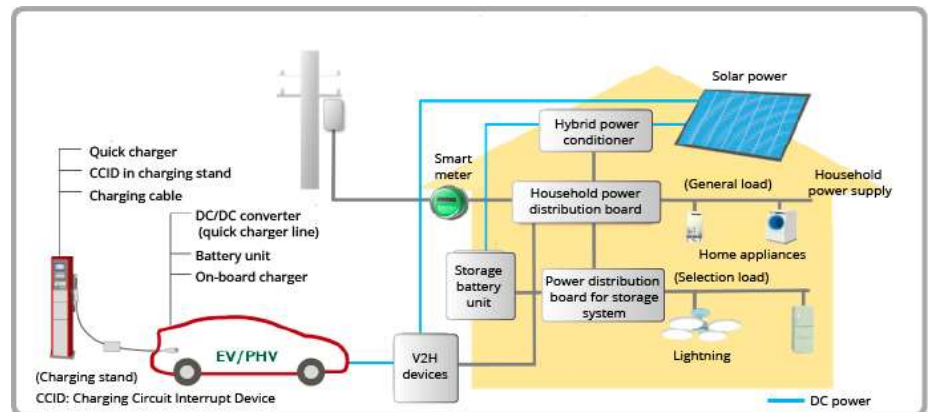 Solar power
Hybrid power
conditioner
Quick charger
CCID in charging stand
Charging cable
Smart
meter
Household power
distribution board
(General load)
Household
power supply
DC/DC converter
(quick charger line)
Battery unit
On-board charger
Home appliances
Storage
battery
unit
Power distribution
board for storage
system
(Selection load)
EV/PHV
V2H
devices
Lightning
(Charging stand)
CCID: Charging Circuit Interrupt Device
DC power